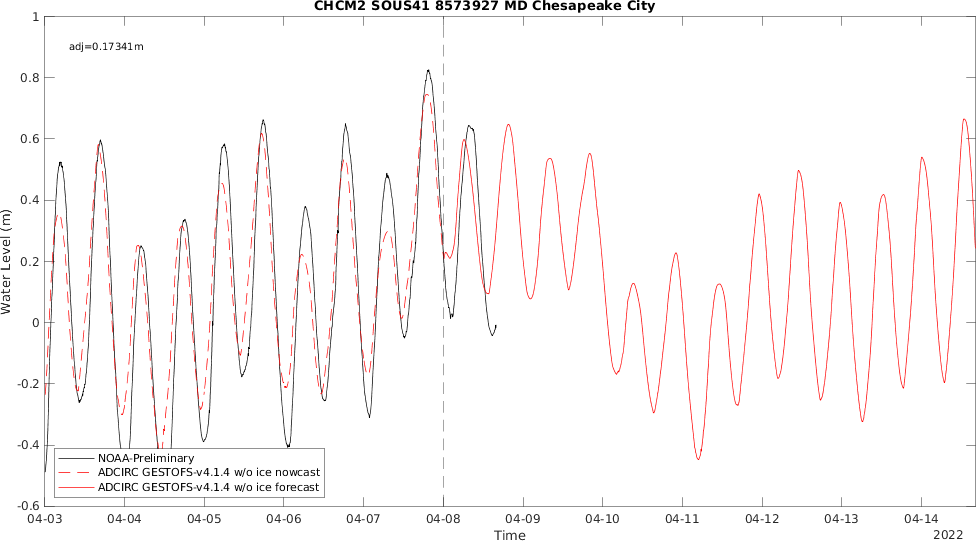 CHCM2 SOUS41 8573927 MD Chesapeake City
adj=0.17341m
1
0.8
0.6
0.4
0.2
0
-0.2
-0.4
-0.6
Water Level (m)
NOAA-Preliminary
ADCIRC GESTOFS-v4.1.4 w/o ice nowcast
ADCIRC GESTOFS-v4.1.4 w/o ice forecast
04-03 04-04 04-05 04-06 04-07 04-08 04-09 04-10 04-11 04-12 04-13 04-14
Time
2022